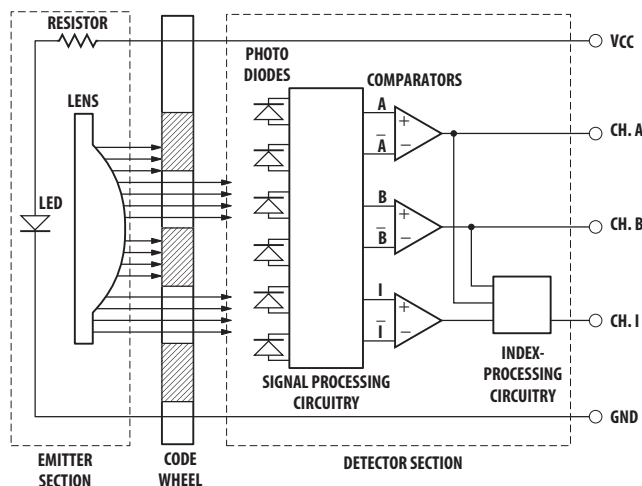 RESISTOR
LENS
LED
EMITTER
SECTION
CODE
WHEEL
PHOTO
DIODES
COMPARATORS
A
A̅
B
B̅
I
I̅
+
−
+
−
+
−
SIGNAL PROCESSING
CIRCUITRY
INDEX-
PROCESSING
CIRCUITRY
DETECTOR SECTION
VCC
CH. A
CH. B
CH. I
GND